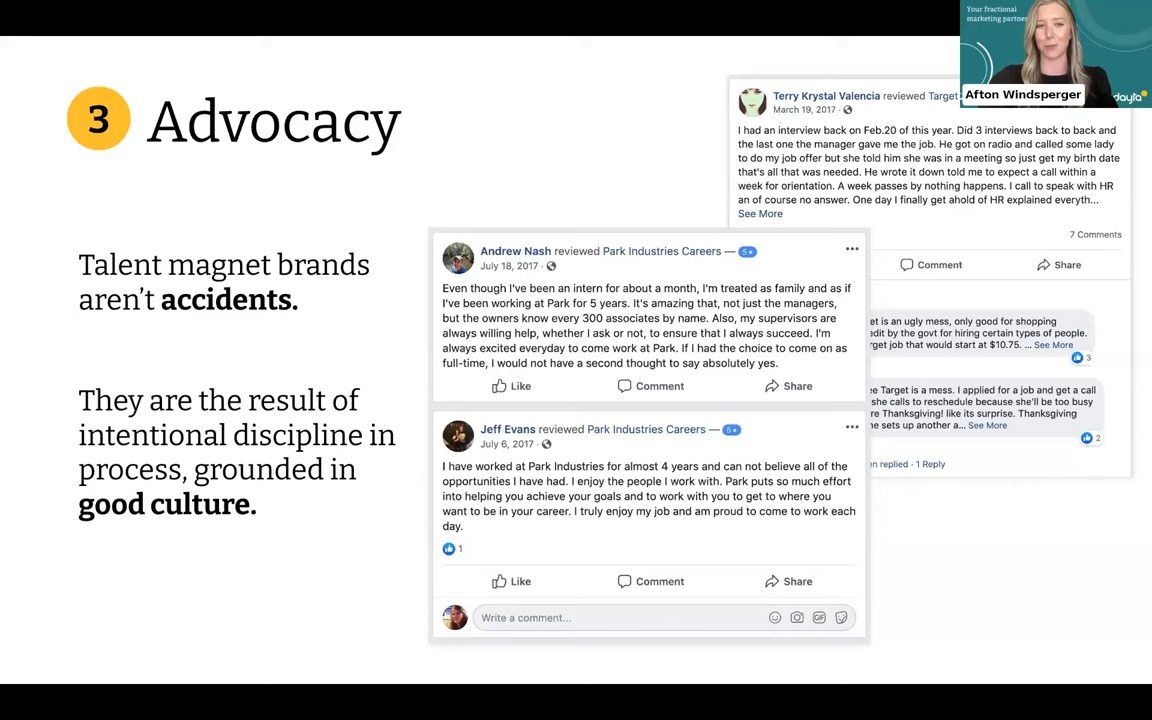 Your fractional
marketing partner
Afton Windsperger
dayta
3 Advocacy
Talent magnet brands
aren't accidents.
They are the result of
intentional discipline in
process, grounded in
good culture.
Terry Krystal Valencia reviewed Target
March 19, 2017 ·
I had an interview back on Feb.20 of this year. Did 3 interviews back to back and
the last one the manager gave me the job. He got on radio and called some lady
to do my job offer but she told him she was in a meeting so just get my birth date
that's all that was needed. He wrote it down told me to expect a call within a
week for orientation. A week passes by nothing happens. I call to speak with HR
an of course no answer. One day I finally get ahold of HR explained everyth...
See More
7 Comments
Comment Share
et is an ugly mess, only good for shopping
edit by the govt for hiring certain types of people.
rget job that would start at $10.75. ... See More
3
ee Target is a mess. I applied for a job and get a call
she calls to reschedule because she'll be too busy
re Thanksgiving! like its surprise. Thanksgiving
ne sets up another a... See More
2
en replied · 1 Reply
Andrew Nash reviewed Park Industries Careers — 5★
July 18, 2017 ·
Even though I've been an intern for about a month, I'm treated as family and as if
I've been working at Park for 5 years. It's amazing that, not just the managers,
but the owners know every 300 associates by name. Also, my supervisors are
always willing help, whether I ask or not, to ensure that I always succeed. I'm
always excited everyday to come work at Park. If I had the choice to come on as
full-time, I would not have a second thought to say absolutely yes.
Like Comment Share
Jeff Evans reviewed Park Industries Careers — 5★
July 6, 2017 ·
I have worked at Park Industries for almost 4 years and can not believe all of the
opportunities I have had. I enjoy the people I work with. Park puts so much effort
into helping you achieve your goals and to work with you to get to where you
want to be in your career. I truly enjoy my job and am proud to come to work each
day.
1
Like Comment Share
Write a comment...
GIF